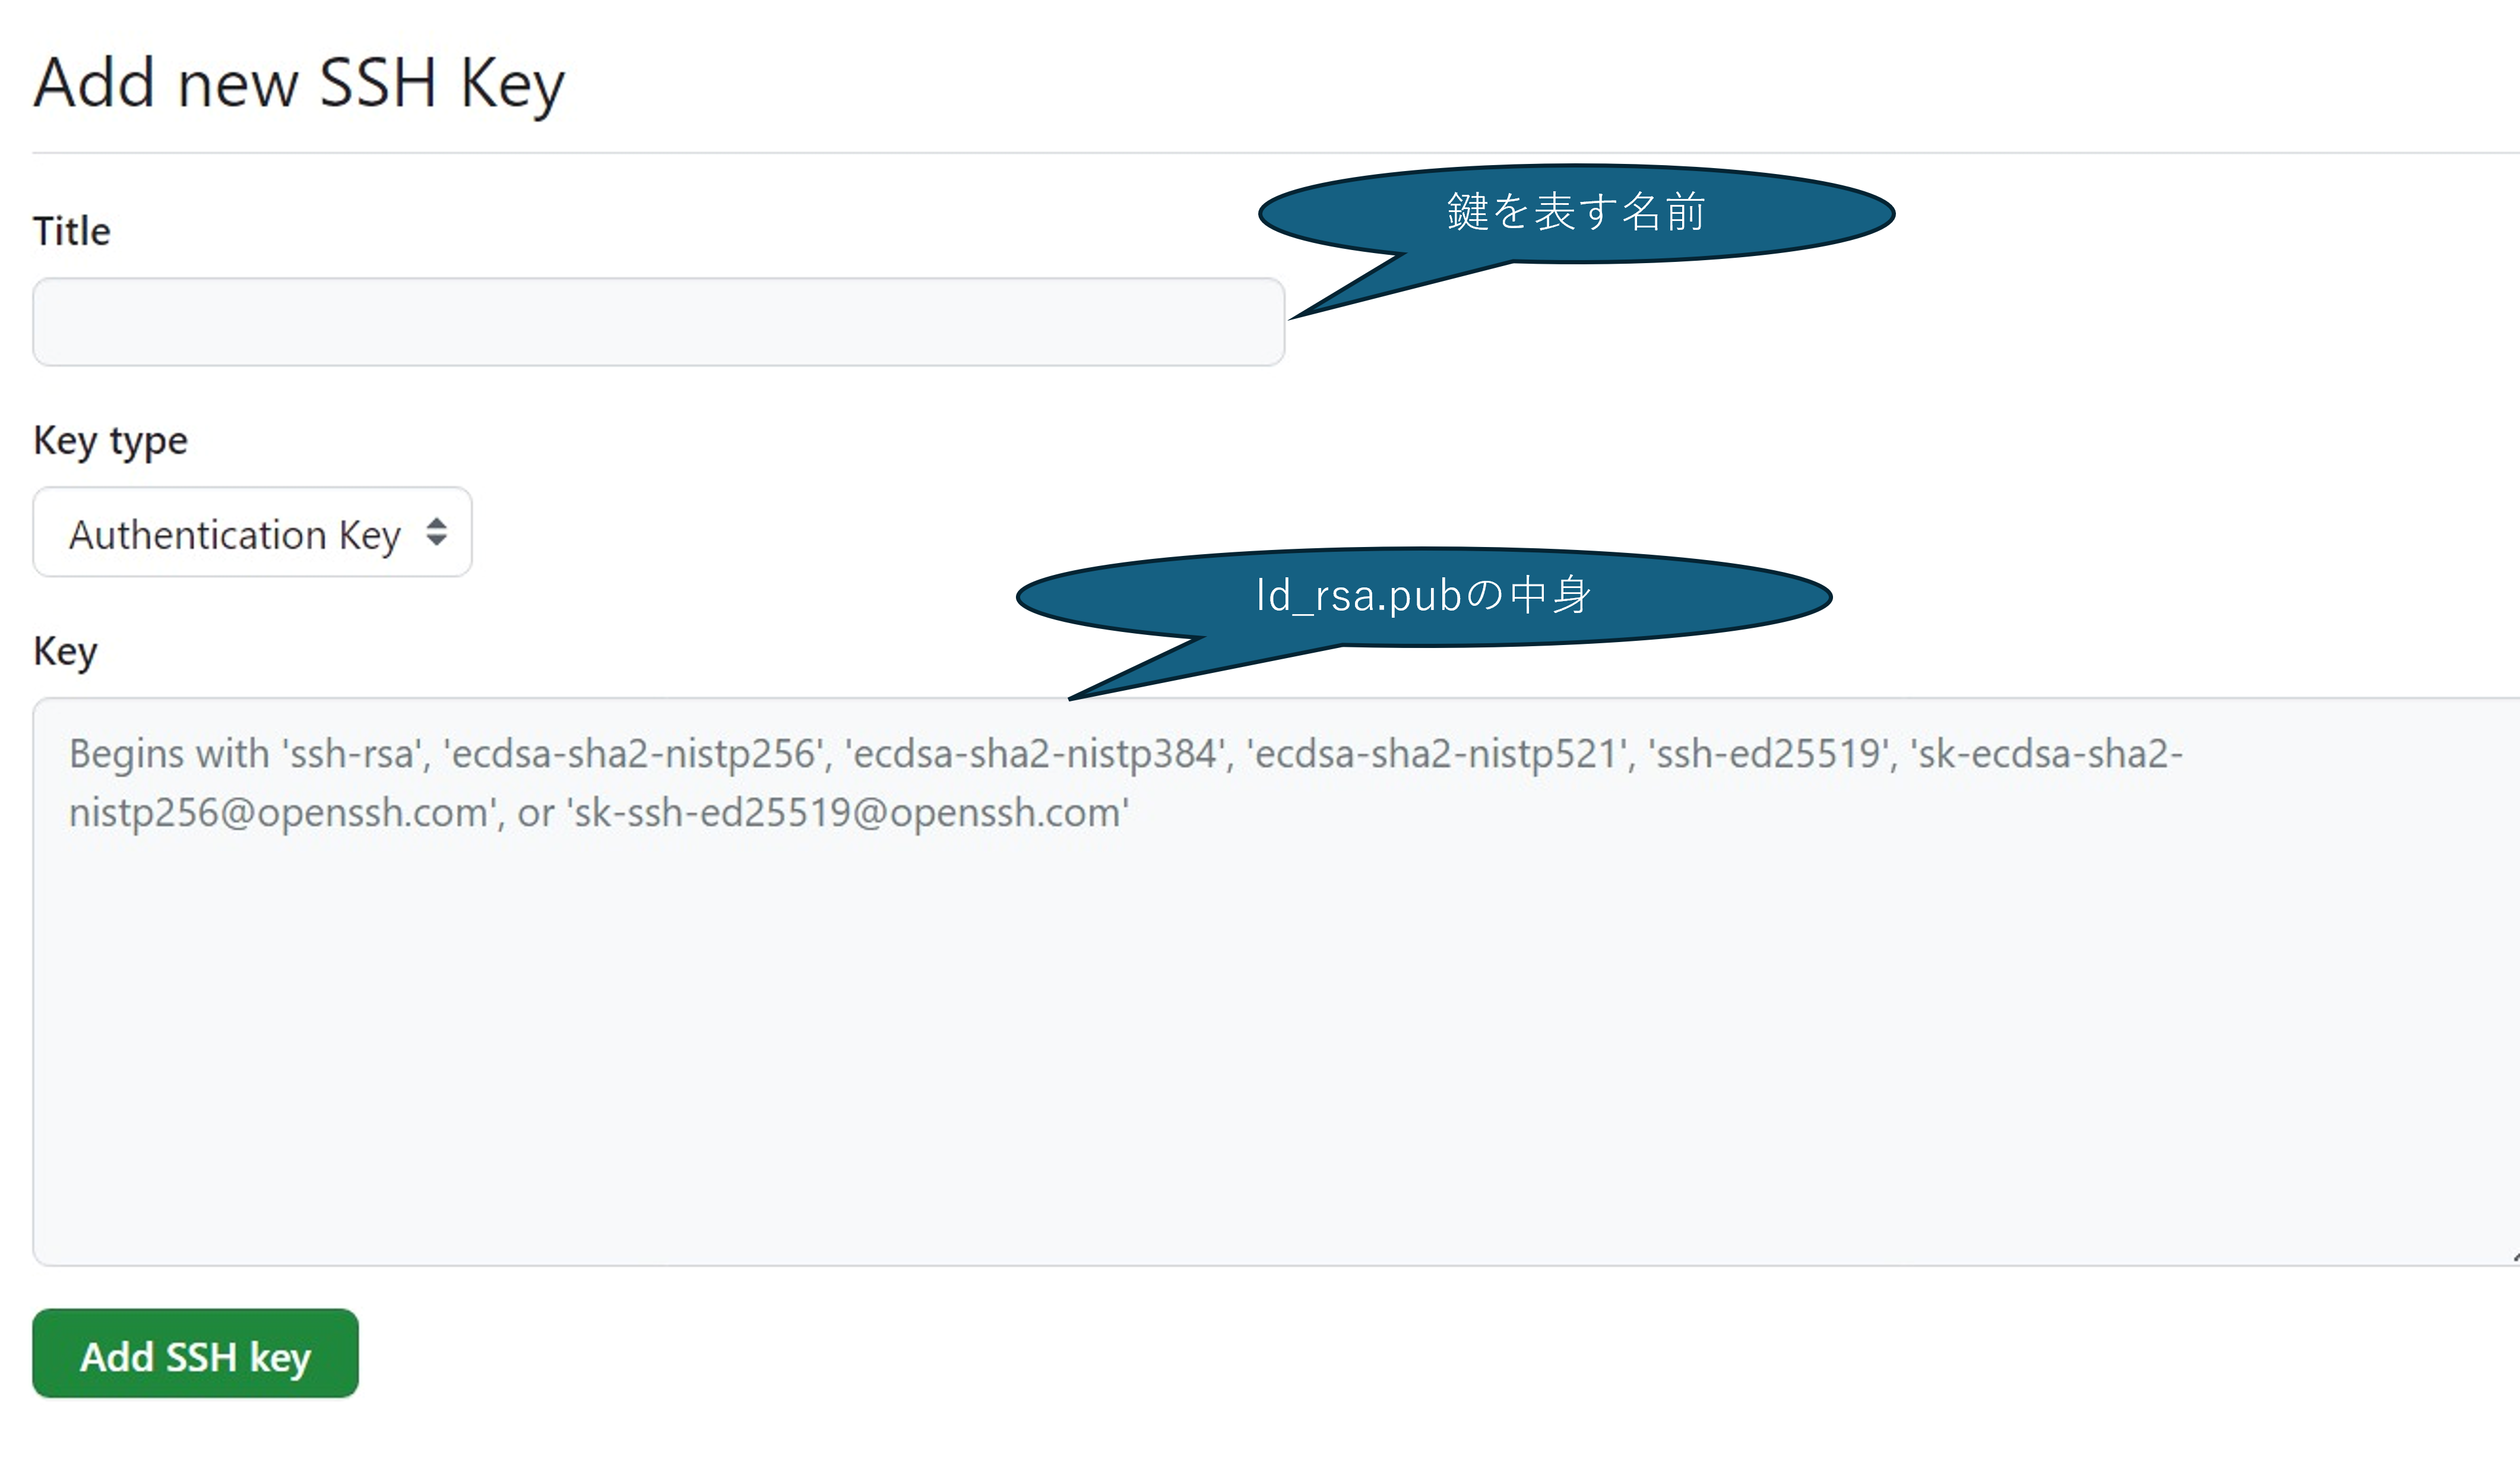 Add new SSH Key
鍵を表す名前
Title
Key type
Authentication Key
Id_rsa.pubの中身
Key
Begins with 'ssh-rsa', 'ecdsa-sha2-nistp256', 'ecdsa-sha2-nistp384', 'ecdsa-sha2-nistp521', 'ssh-ed25519', 'sk-ecdsa-sha2-
nistp256@openssh.com', or 'sk-ssh-ed25519@openssh.com'
Add SSH key